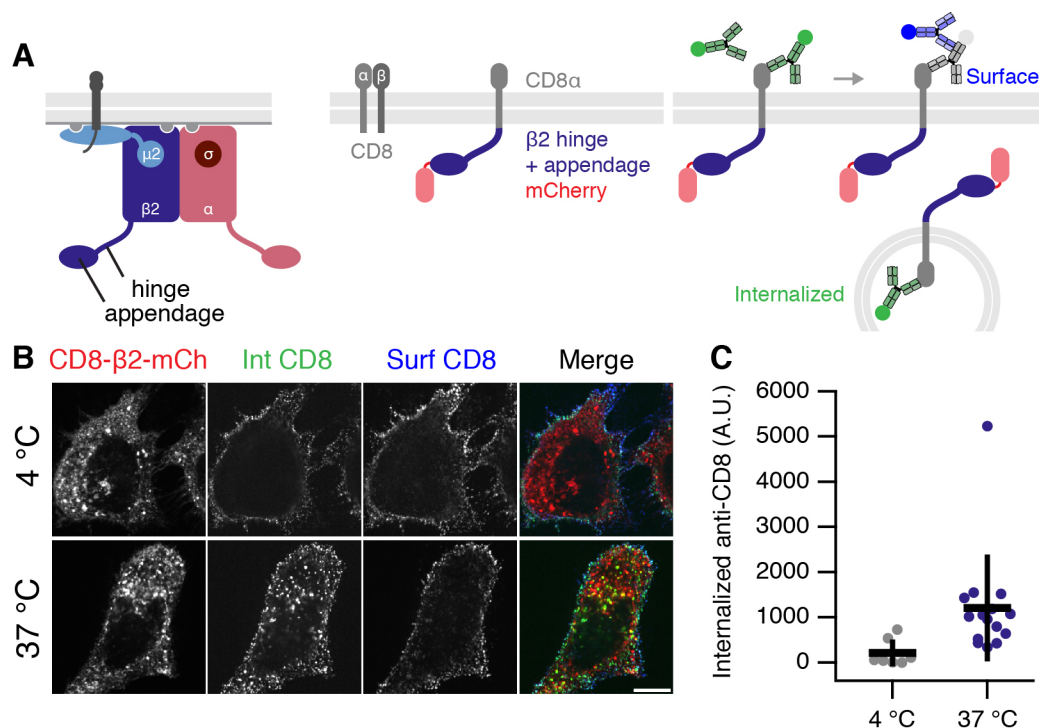 A
α β
CD8α
CD8
β2 hinge
+ appendage
mCherry
Surface
Internalized
μ2
σ
β2
α
hinge
appendage
B
CD8-β2-mCh
Int CD8
Surf CD8
Merge
4 °C
37 °C
C
Internalized anti-CD8 (A.U.)
6000
5000
4000
3000
2000
1000
0
4 °C
37 °C